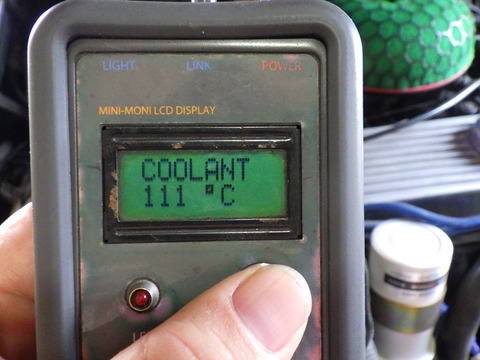 LIGHT LINK POWER
MINI-MONI LCD DISPLAY
COOLANT
111 °C